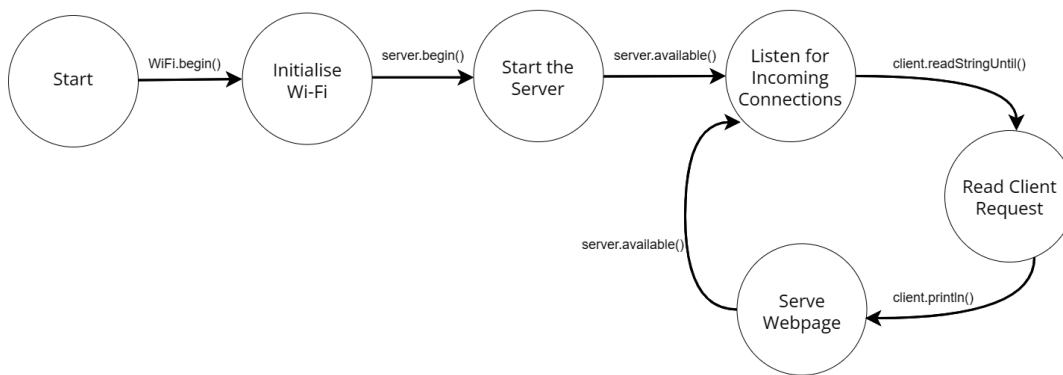 Start
WiFi.begin()
Initialise
Wi-Fi
server.begin()
Start the
Server
server.available()
Listen for
Incoming
Connections
client.readStringUntil()
Read Client
Request
client.println()
Serve
Webpage
server.available()